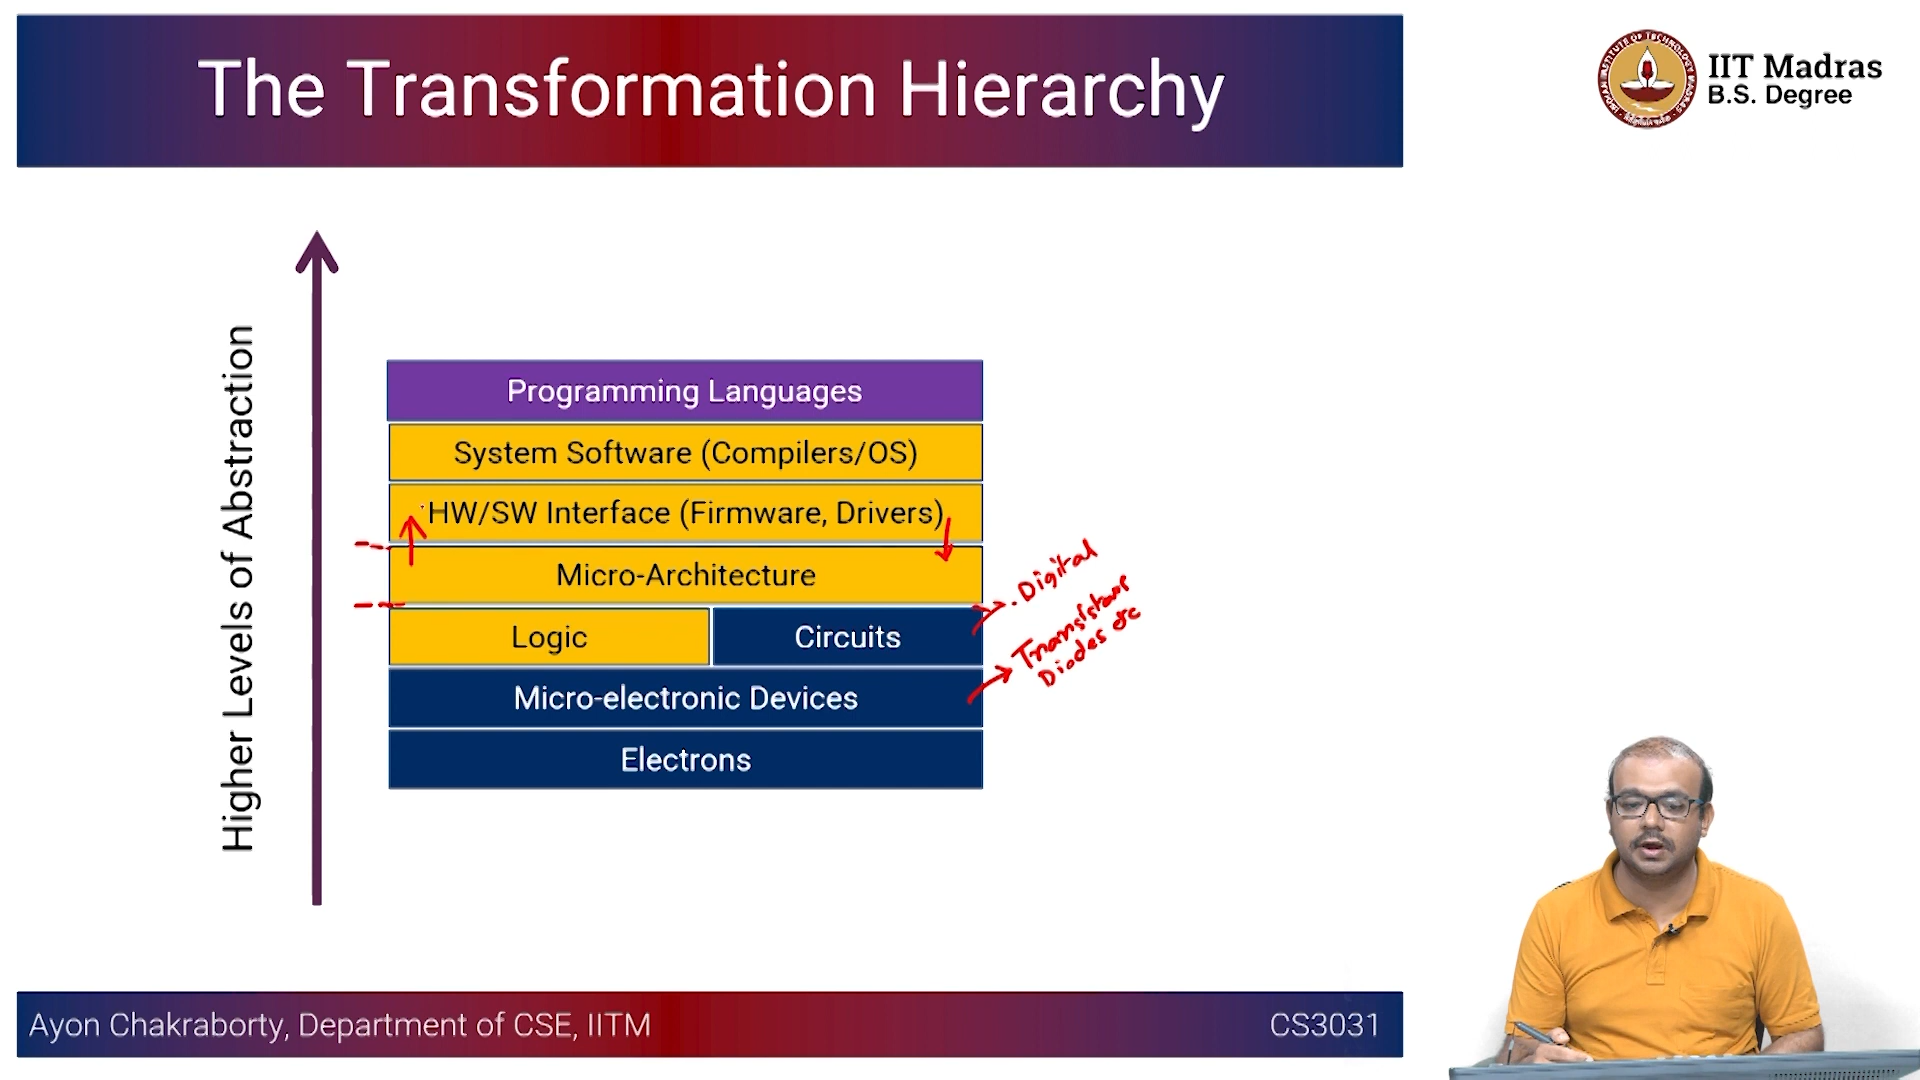 The Transformation Hierarchy
IIT Madras
B.S. Degree
Higher Levels of Abstraction
Programming Languages
System Software (Compilers/OS)
HW/SW Interface (Firmware, Drivers)
Micro-Architecture
Digital
Logic
Circuits
Transistors
Diodes etc
Micro-electronic Devices
Electrons
Ayon Chakraborty, Department of CSE, IITM
CS3031